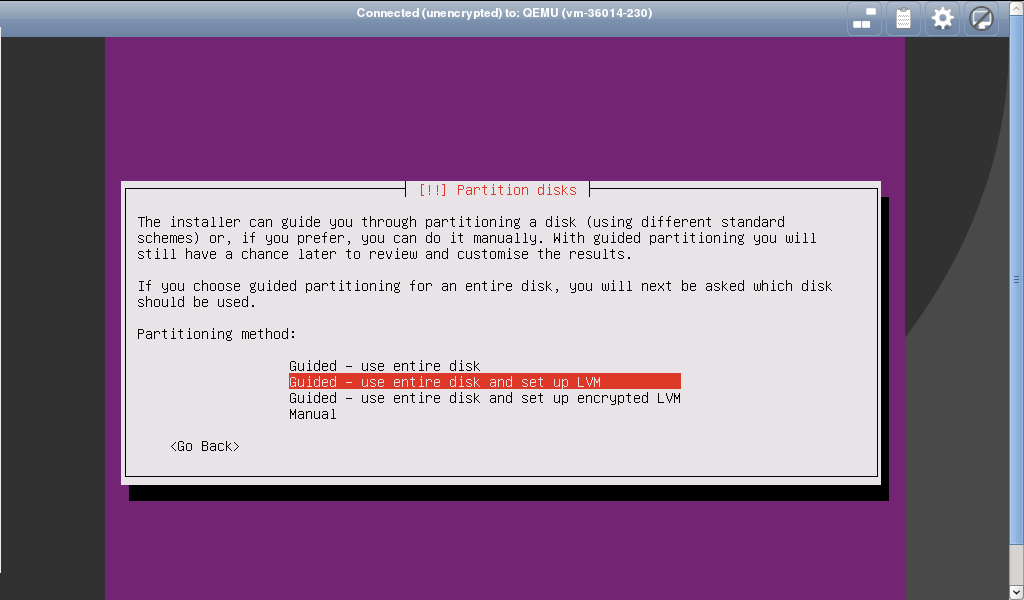 Connected (unencrypted) to: QEMU (vm-36014-230)
[!!] Partition disks
The installer can guide you through partitioning a disk (using different standard
schemes) or, if you prefer, you can do it manually. With guided partitioning you will
still have a chance later to review and customise the results.
If you choose guided partitioning for an entire disk, you will next be asked which disk
should be used.
Partitioning method:
Guided - use entire disk
Guided - use entire disk and set up LVM
Guided - use entire disk and set up encrypted LVM
Manual
<Go Back>